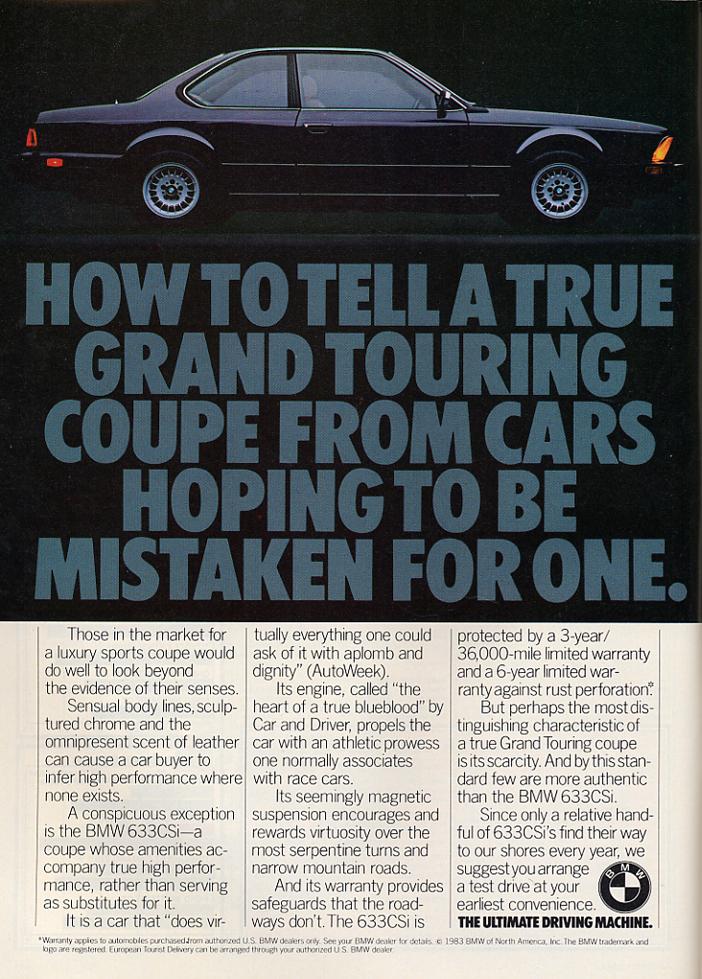 HOW TO TELL A TRUE
GRAND TOURING
COUPE FROM CARS
HOPING TO BE
MISTAKEN FOR ONE.
Those in the market for
a luxury sports coupe would
do well to look beyond
the evidence of their senses.
Sensual body lines, sculp-
tured chrome and the
omnipresent scent of leather
can cause a car buyer to
infer high performance where
none exists.
A conspicuous exception
is the BMW 633CSi—a
coupe whose amenities ac-
company true high perfor-
mance, rather than serving
as substitutes for it.
It is a car that “does vir-
tually everything one could
ask of it with aplomb and
dignity” (AutoWeek).
Its engine, called “the
heart of a true blueblood” by
Car and Driver, propels the
car with an athletic prowess
one normally associates
with race cars.
Its seemingly magnetic
suspension encourages and
rewards virtuosity over the
most serpentine turns and
narrow mountain roads.
And its warranty provides
safeguards that the road-
ways don't. The 633CSi is
protected by a 3-year/
36,000-mile limited warranty
and a 6-year limited war-
ranty against rust perforation.*
But perhaps the most dis-
tinguishing characteristic of
a true Grand Touring coupe
is its scarcity. And by this stan-
dard few are more authentic
than the BMW 633CSi.
Since only a relative hand-
ful of 633CSi's find their way
to our shores every year, we
suggest you arrange
a test drive at your
earliest convenience.
BMW
THE ULTIMATE DRIVING MACHINE.
*Warranty applies to automobiles purchased from authorized U.S. BMW dealers only. See your BMW dealer for details. © 1983 BMW of North America, Inc. The BMW trademark and
logo are registered. European Tourist Delivery can be arranged through your authorized U.S. BMW dealer.